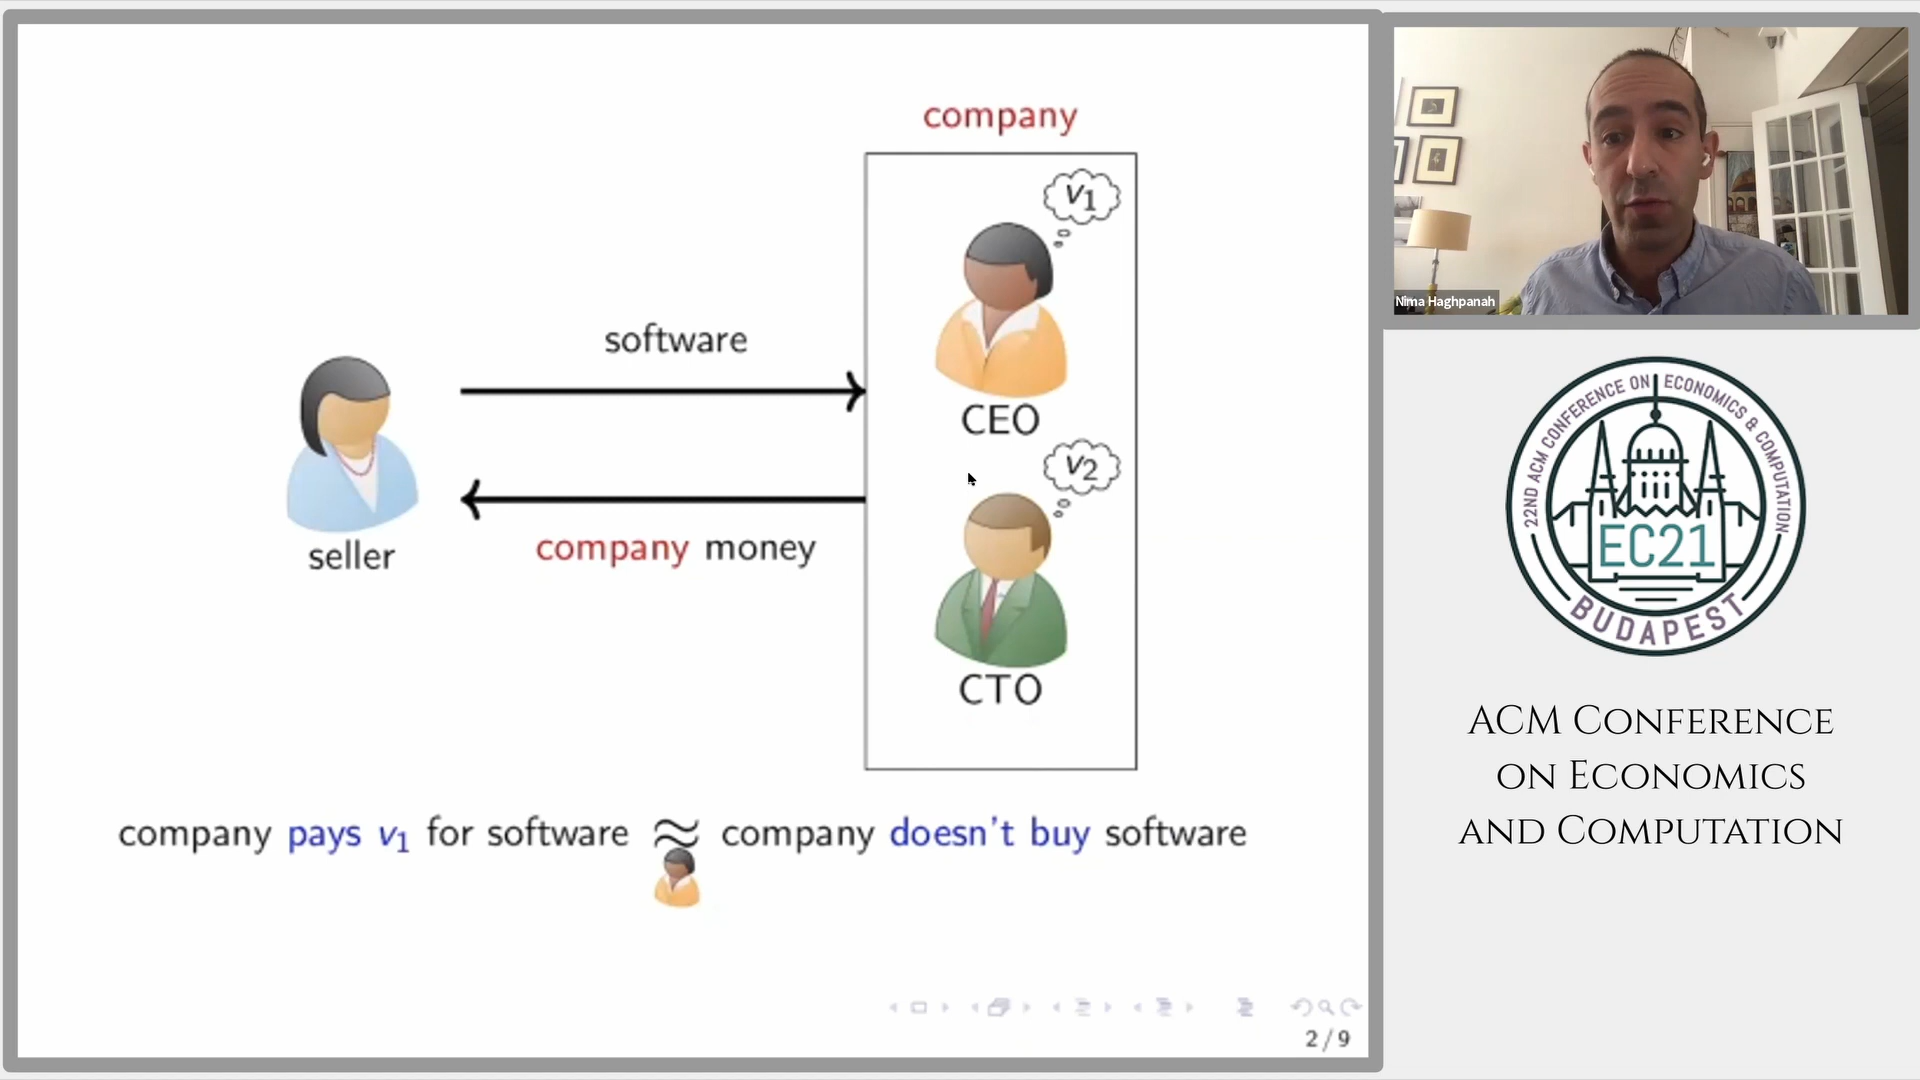 company
v1
software
CEO
v2
company money
seller
CTO
company pays v1 for software ≈ company doesn't buy software
2 / 9
Nima Haghpanah
22ND ACM CONFERENCE ON ECONOMICS & COMPUTATION
EC21
BUDAPEST
ACM Conference
on Economics
and Computation